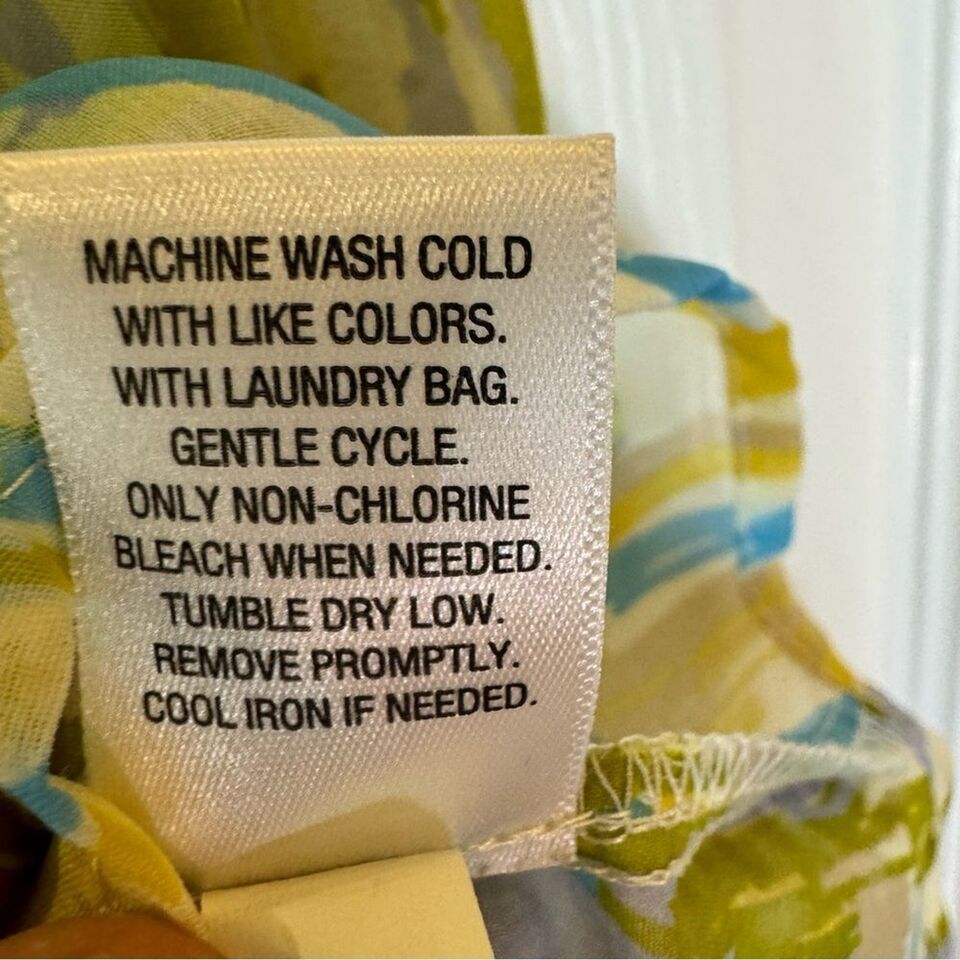 MACHINE WASH COLD
WITH LIKE COLORS.
WITH LAUNDRY BAG.
GENTLE CYCLE.
ONLY NON-CHLORINE
BLEACH WHEN NEEDED.
TUMBLE DRY LOW.
REMOVE PROMPTLY.
COOL IRON IF NEEDED.